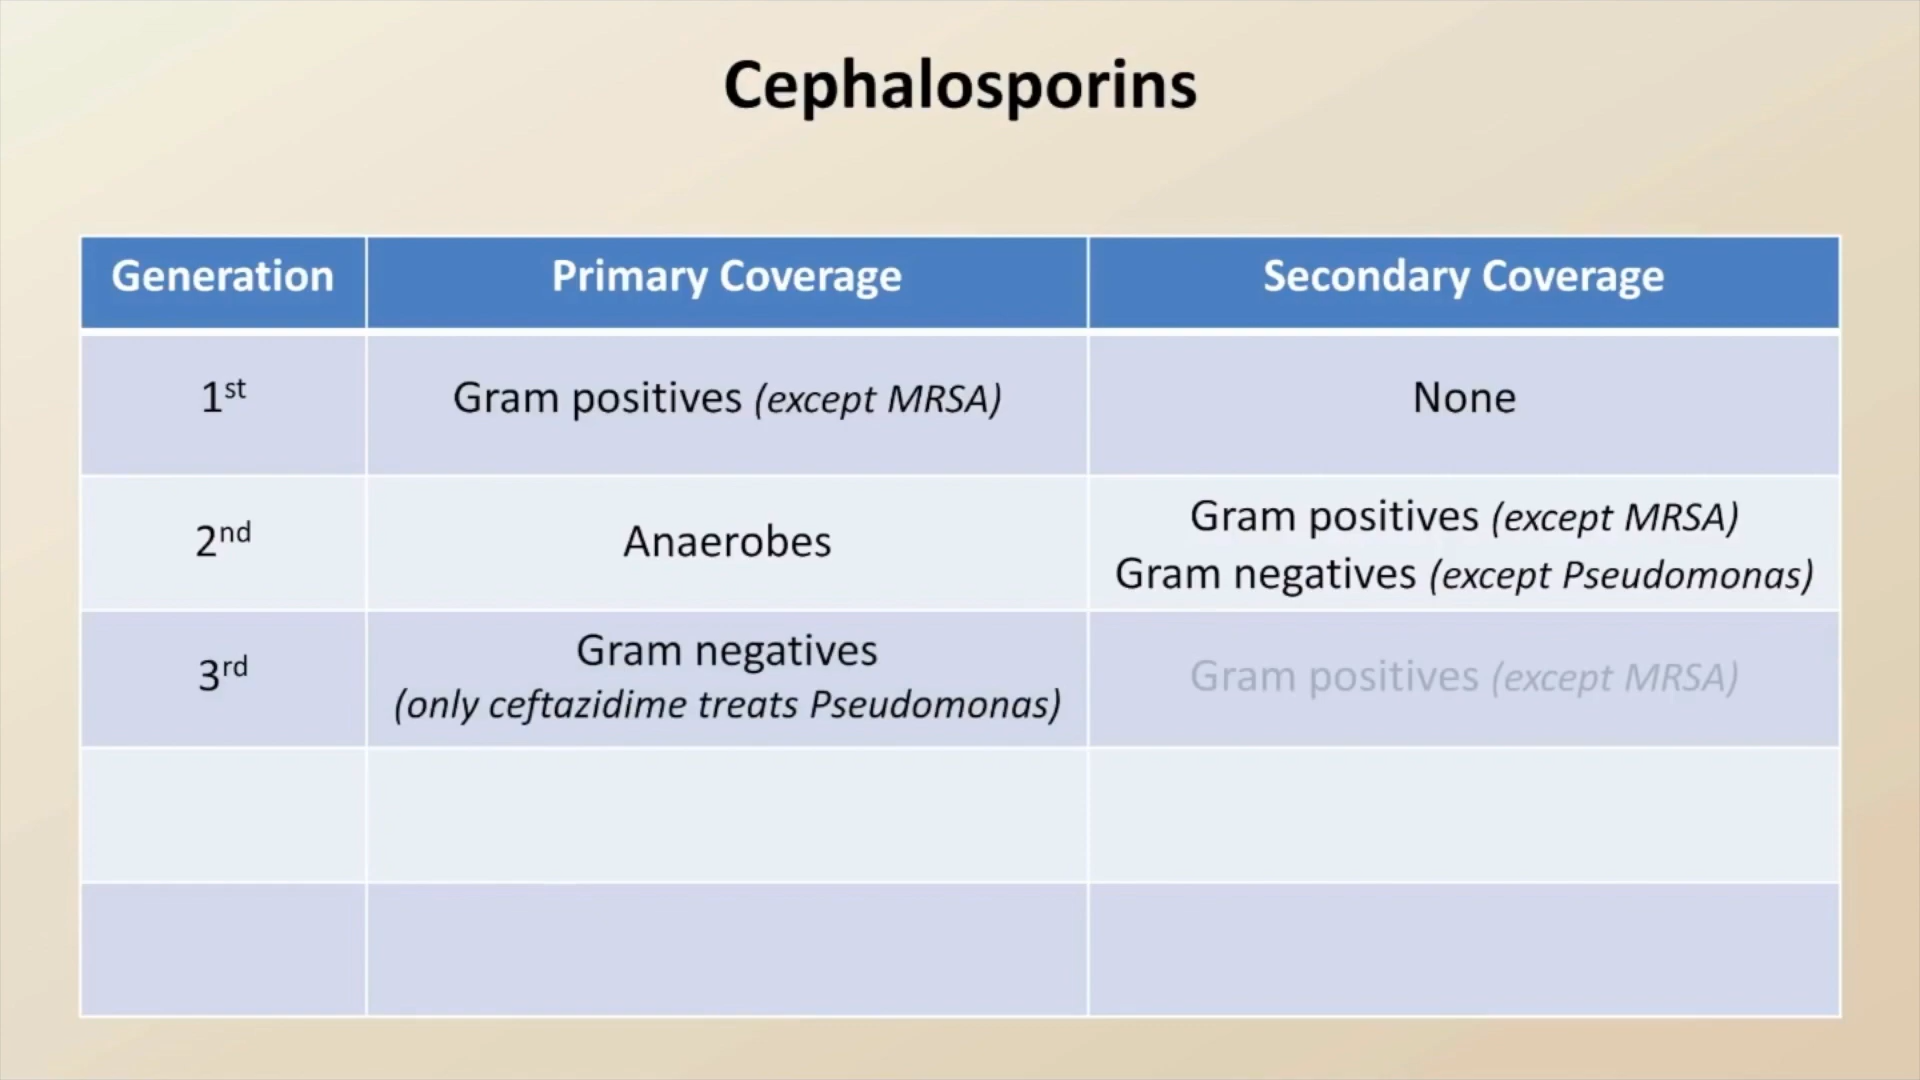 Cephalosporins
Generation Primary Coverage Secondary Coverage
1st Gram positives (except MRSA) None
2nd Anaerobes Gram positives (except MRSA)
Gram negatives (except Pseudomonas)
3rd Gram negatives
(only ceftazidime treats Pseudomonas) Gram positives (except MRSA)